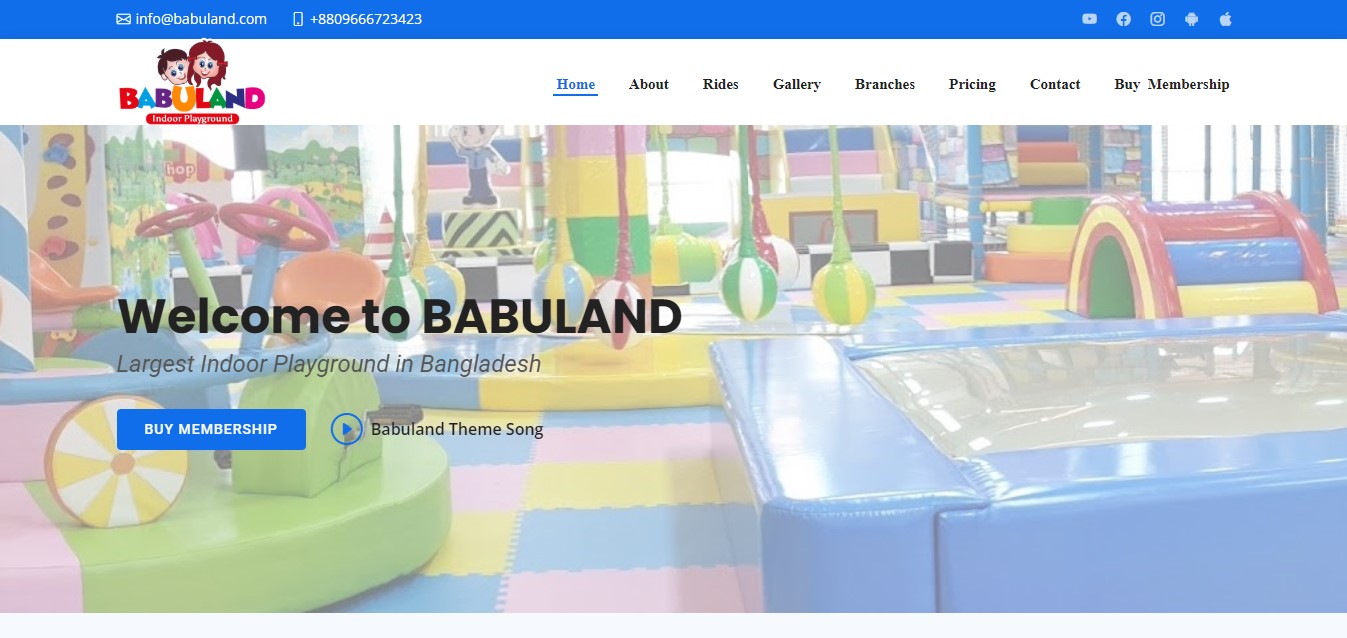 info@babuland.com +8809666723423
BABULAND
Indoor Playground
Home About Rides Gallery Branches Pricing Contact Buy Membership
hop
Welcome to BABULAND
Largest Indoor Playground in Bangladesh
BUY MEMBERSHIP Babuland Theme Song